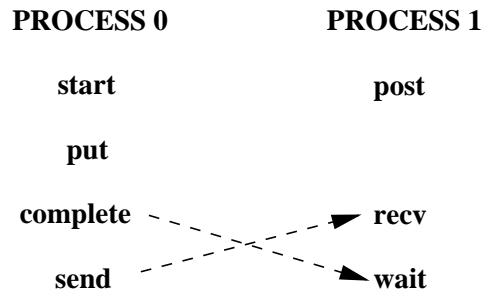 PROCESS 0 PROCESS 1
start post
put
complete recv
send wait